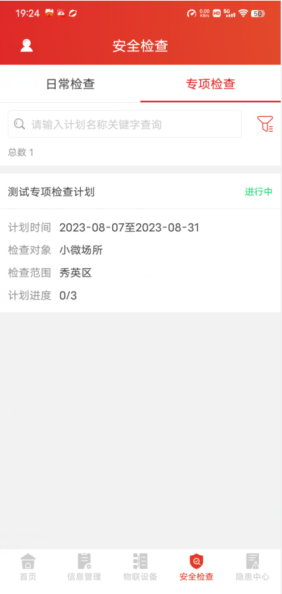 19:24
安全检查
日常检查 专项检查
请输入计划名称关键字查询
总数 1
测试专项检查计划 进行中
计划时间 2023-08-07至2023-08-31
检查对象 小微场所
检查范围 秀英区
计划进度 0/3
首页 信息管理 物联设备 安全检查 隐患中心